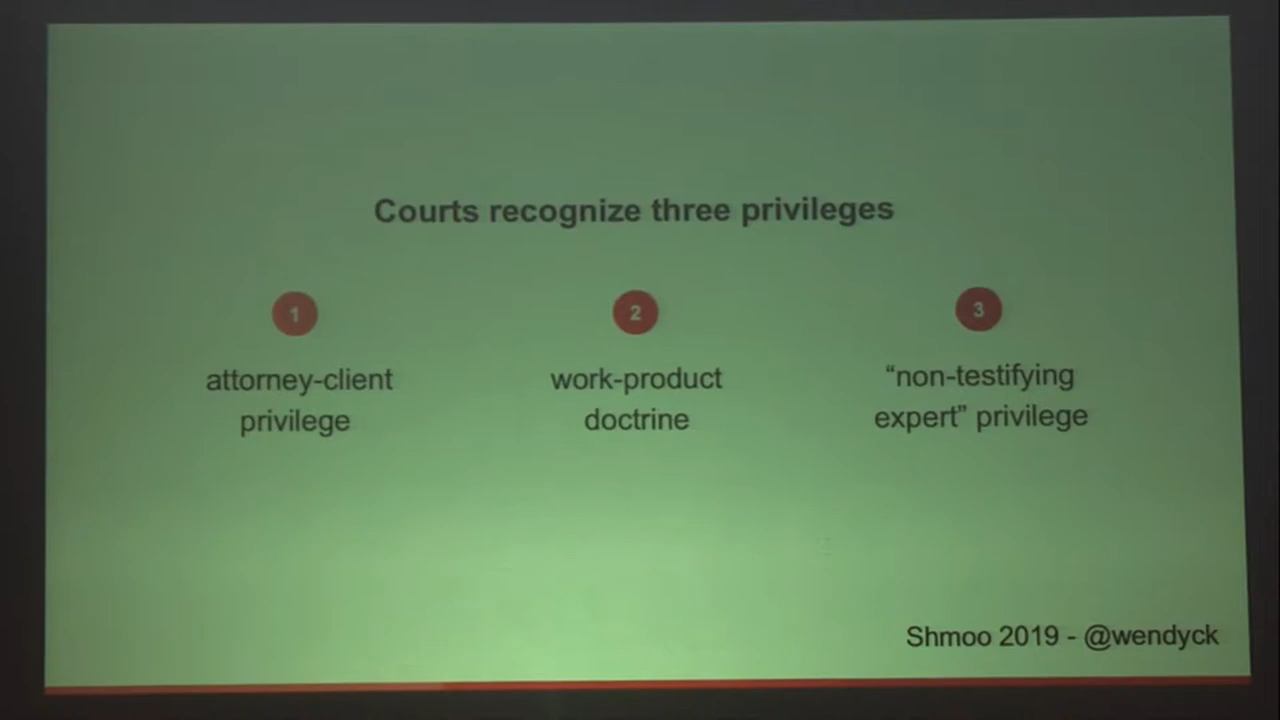 Courts recognize three privileges
1
attorney-client
privilege
2
work-product
doctrine
3
“non-testifying
expert” privilege
Shmoo 2019 - @wendyck